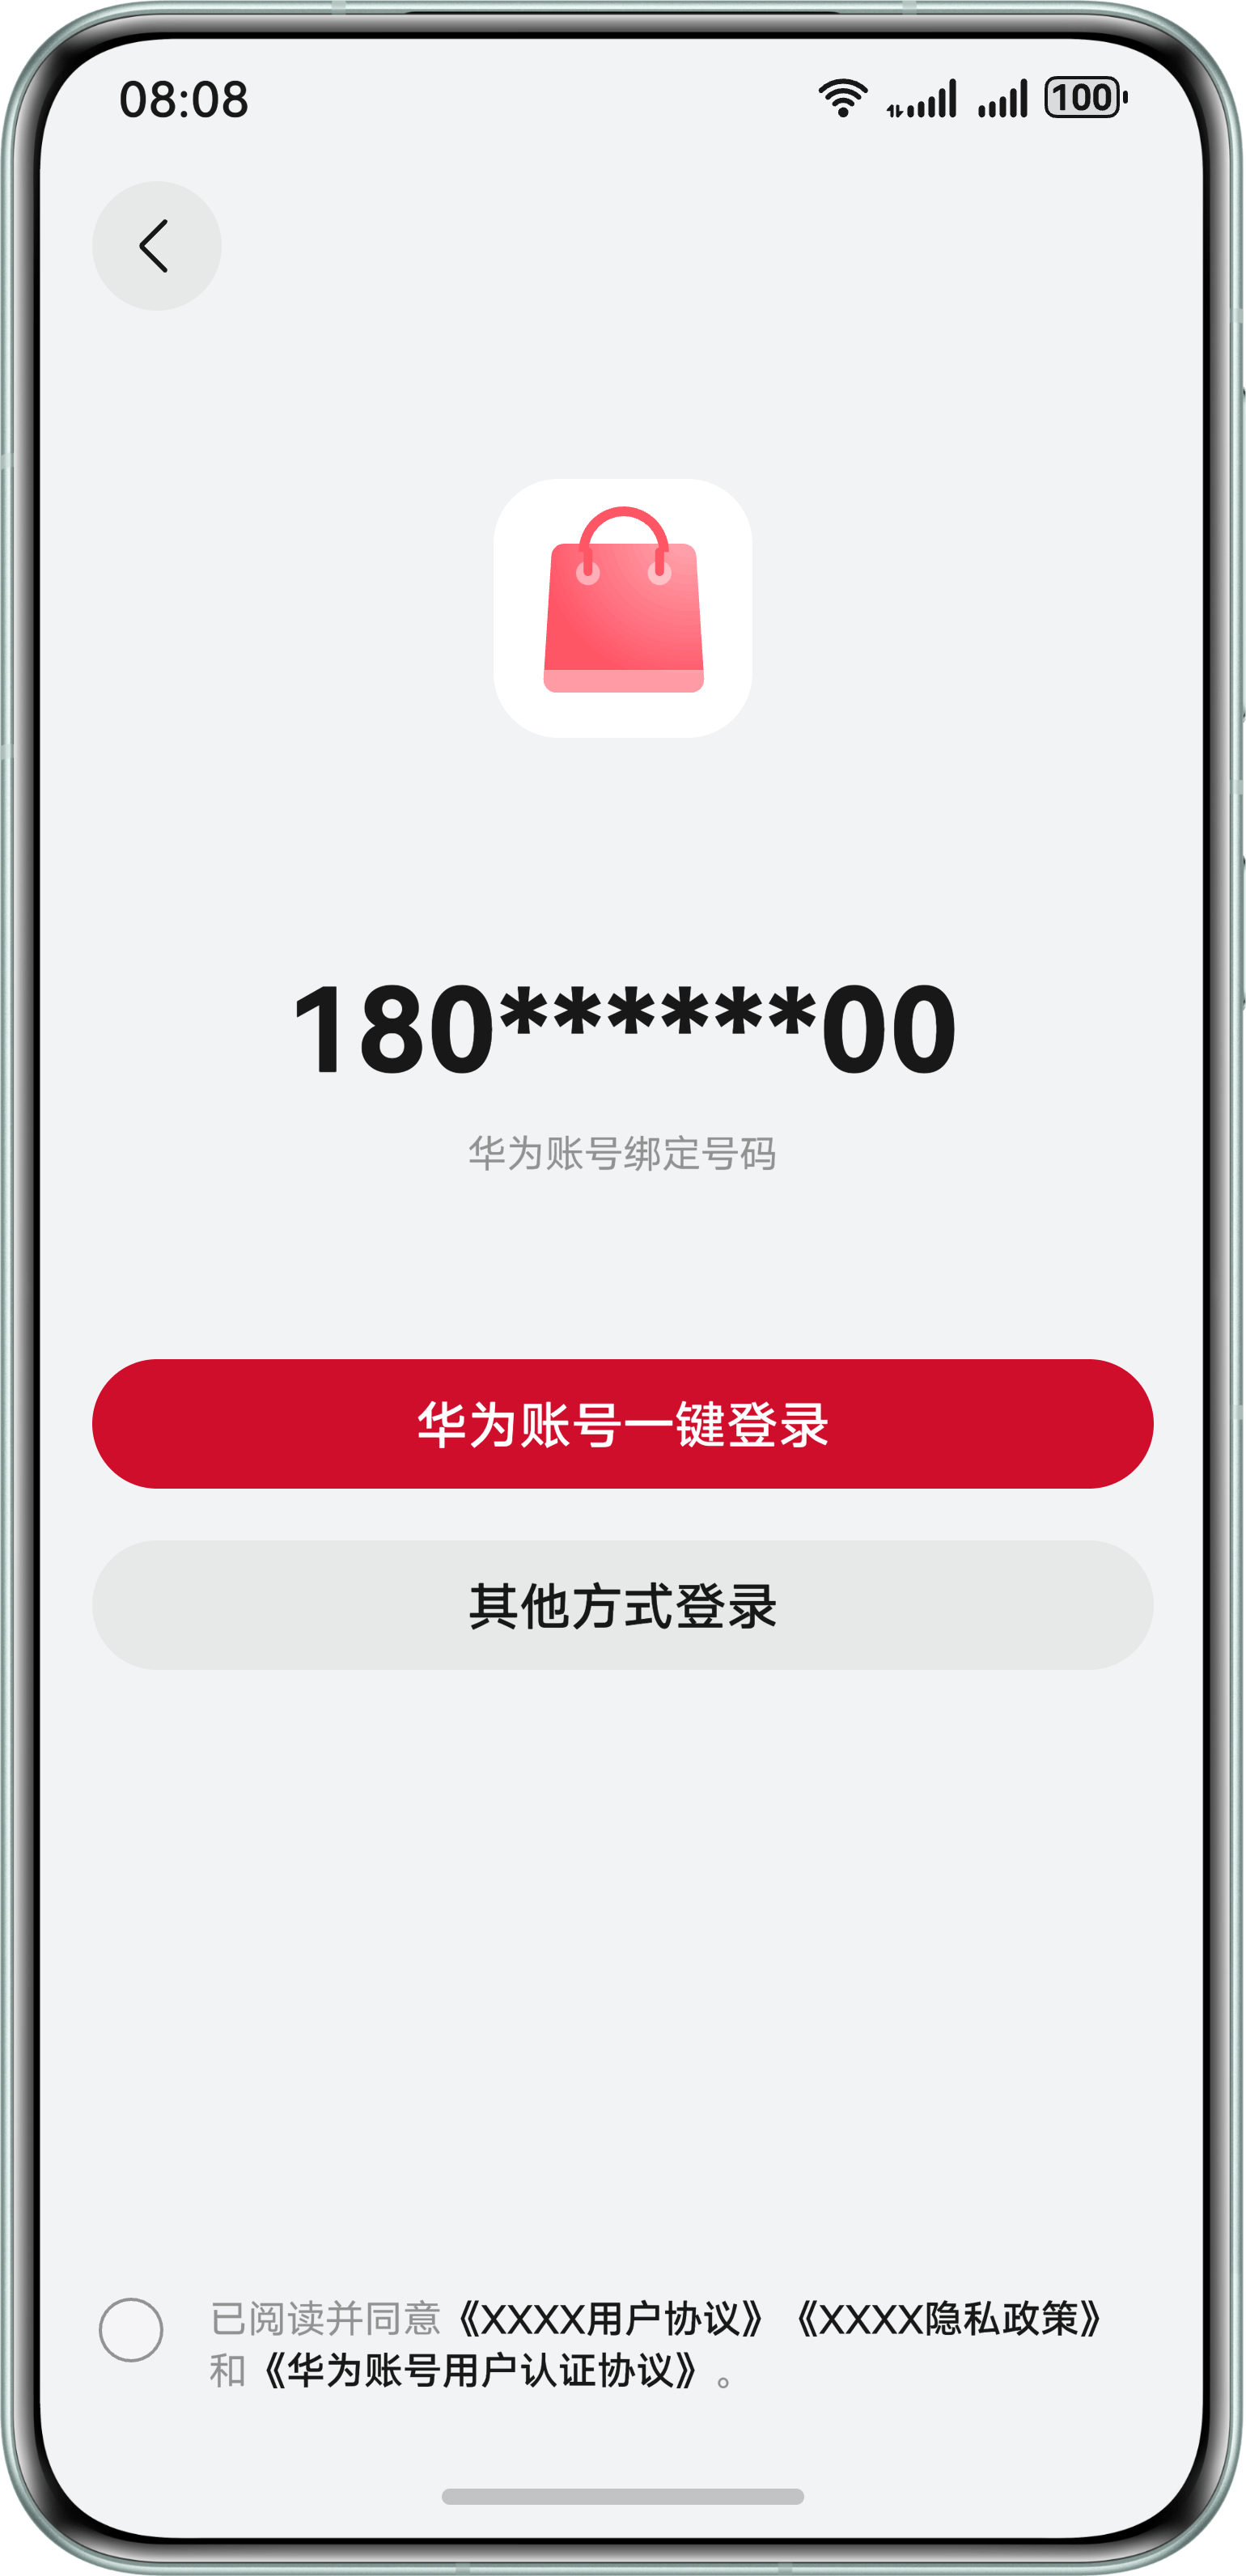 08:08
100
180******00
华为账号绑定号码
华为账号一键登录
其他方式登录
已阅读并同意《XXXX用户协议》《XXXX隐私政策》
和《华为账号用户认证协议》。